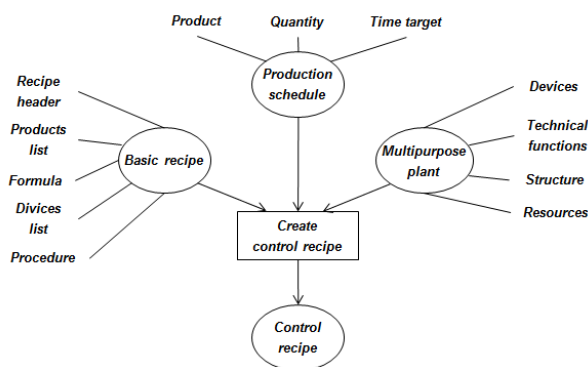 Product
Quantity
Time target
Production
schedule
Recipe
header
Products
list
Formula
Divices
list
Procedure
Basic recipe
Multipurpose
plant
Devices
Technical
functions
Structure
Resources
Create
control recipe
Control
recipe